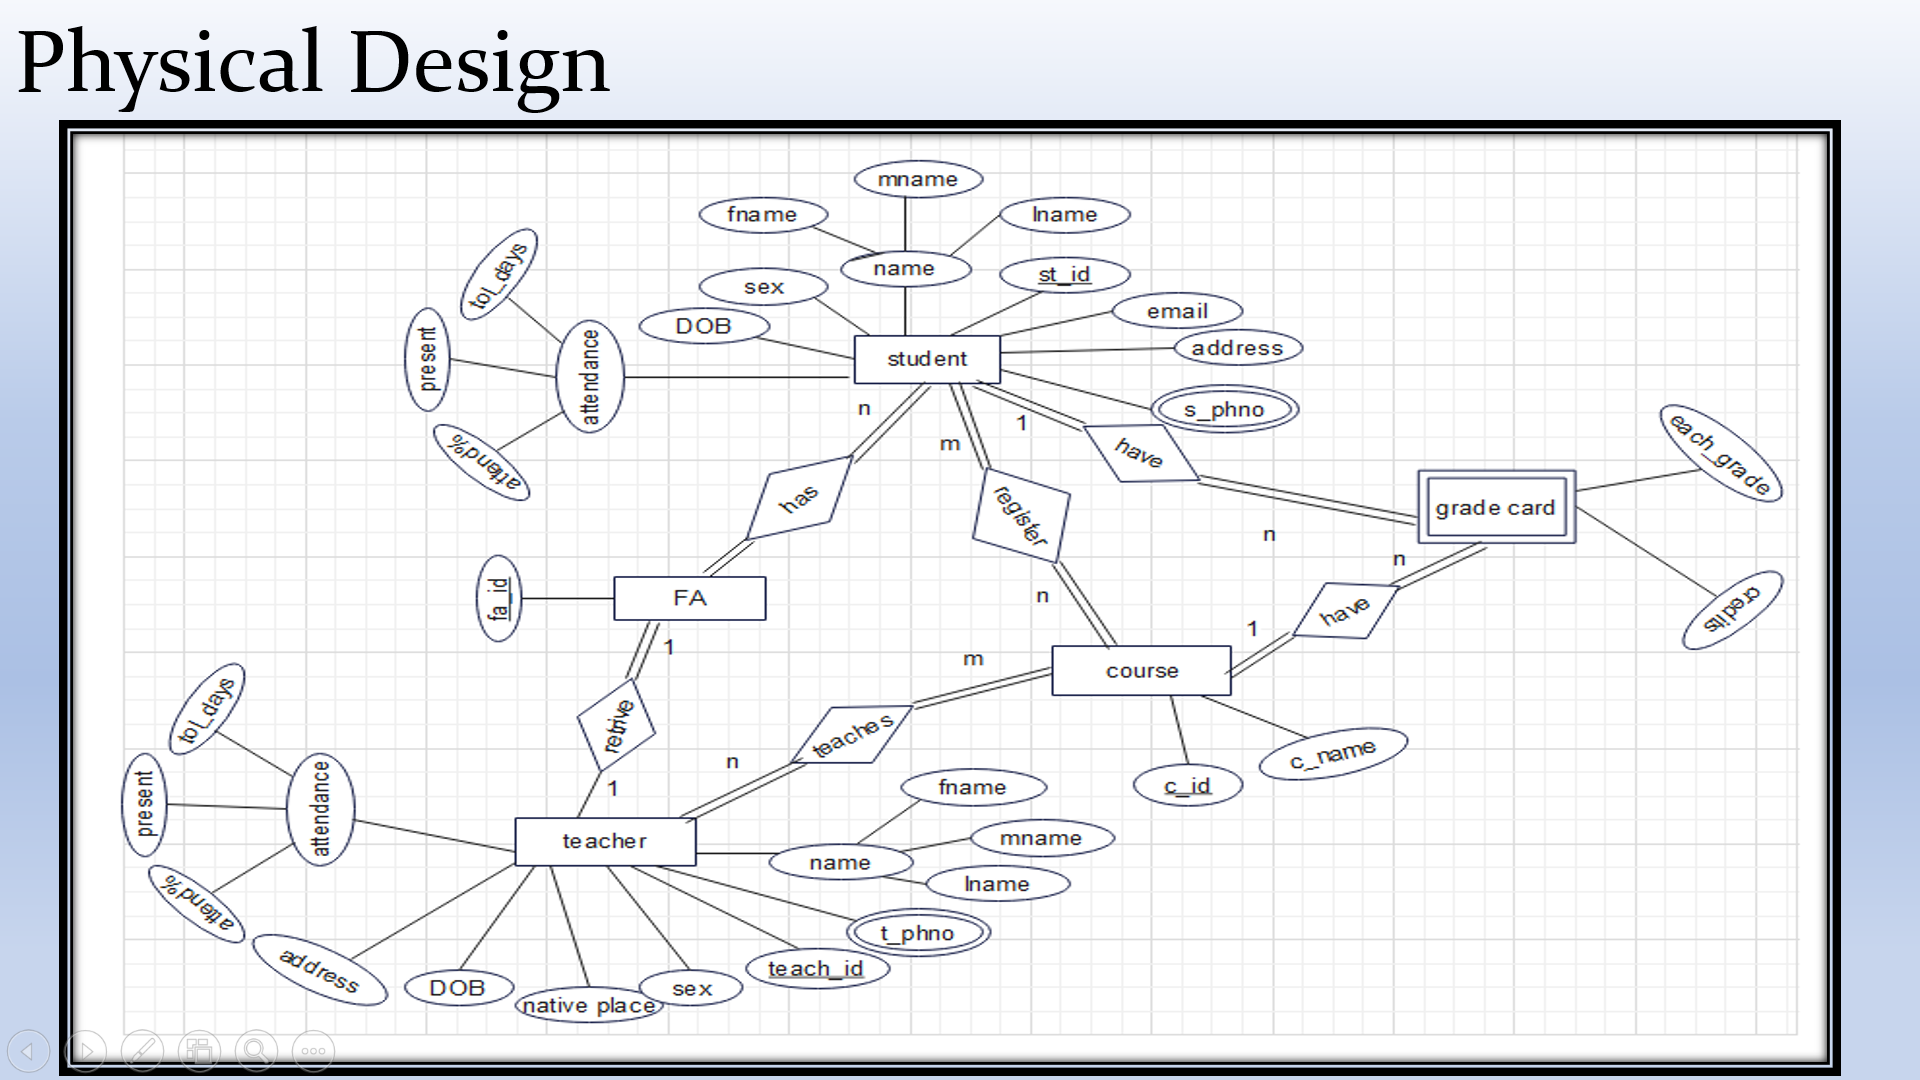 Physical Design
mname
fname
lname
name
st_id
sex
email
DOB
address
student
s_phno
tol_days
present
attendance
attend%
n
m
1
have
has
register
each_grade
grade card
credits
n
n
have
1
fa_id
FA
1
n
m
course
retrive
teaches
c_name
c_id
n
1
tol_days
present
attendance
attend%
teacher
fname
mname
name
lname
t_phno
teach_id
address
DOB
native place
sex